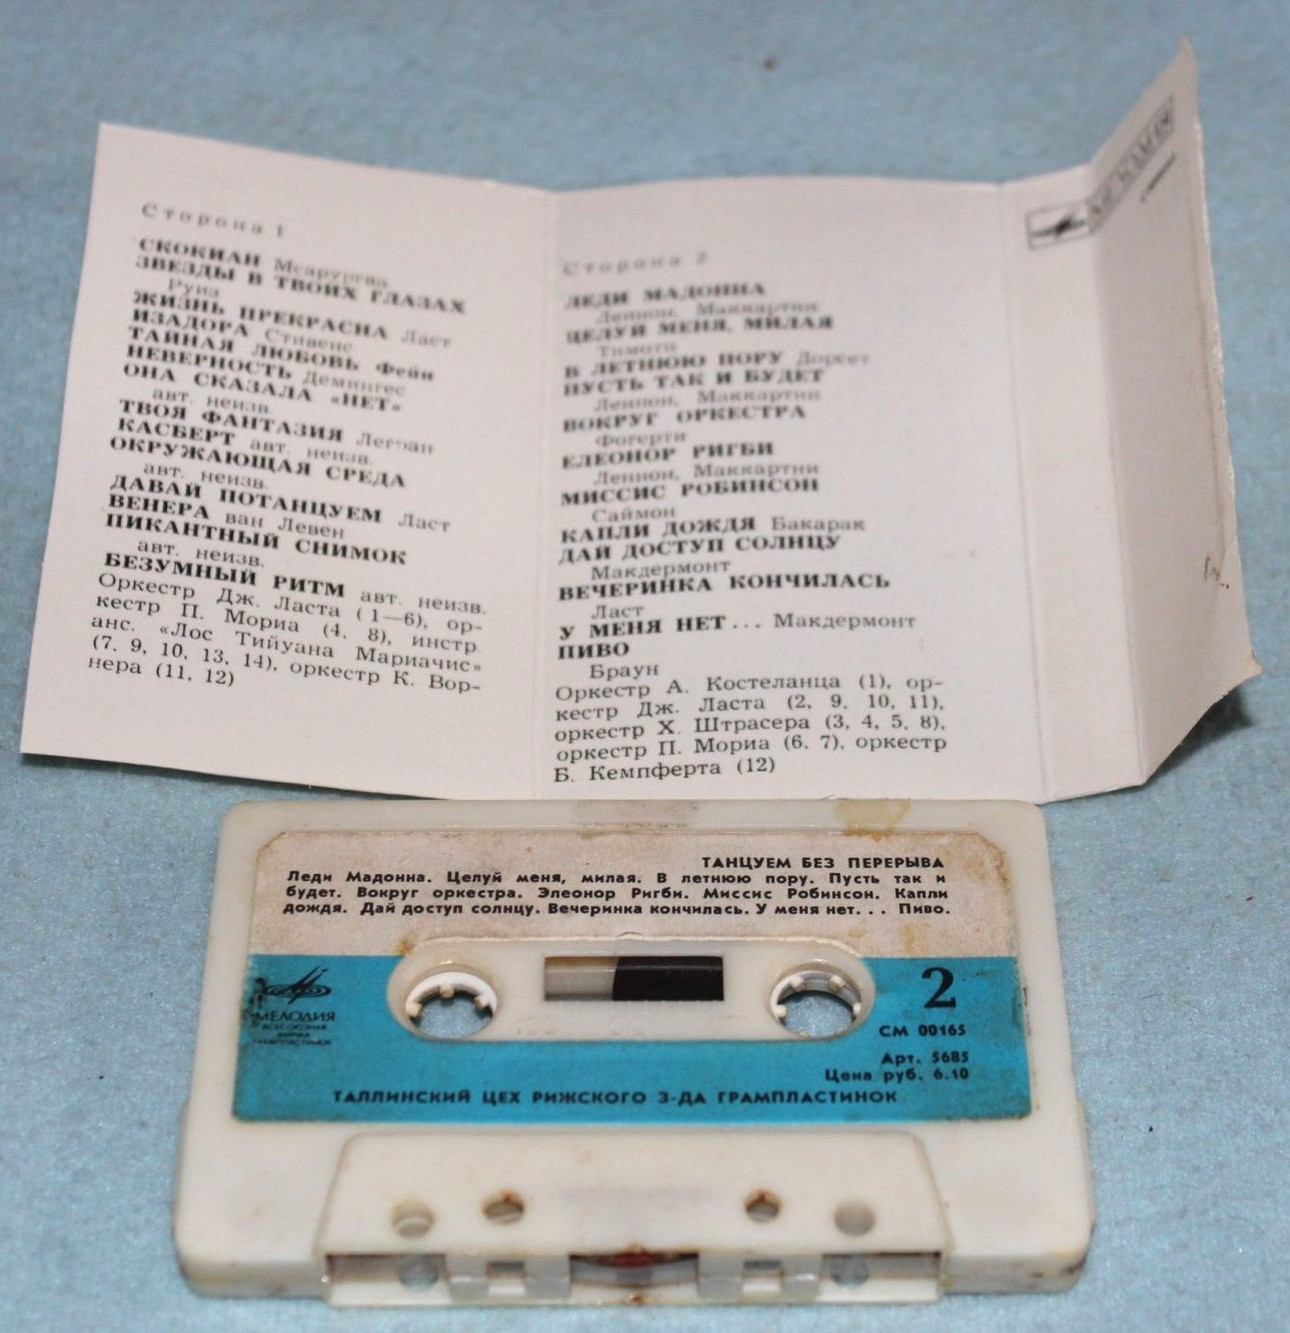 Сторона 1
СКОКИАН Мсарургва
ЗВЕЗДЫ В ТВОИХ ГЛАЗАХ
Руиз
ЖИЗНЬ ПРЕКРАСНА Ласт
ИЗАДОРА Стивенс
ТАЙНАЯ ЛЮБОВЬ Фейн
НЕВЕРНОСТЬ Демингес
ОНА СКАЗАЛА «НЕТ»
авт. неизв.
ТВОЯ ФАНТАЗИЯ Легран
КАСБЕРТ авт. неизв.
ОКРУЖАЮЩАЯ СРЕДА
авт. неизв.
ДАВАЙ ПОТАНЦУЕМ Ласт
ВЕНЕРА ван Левен
ПИКАНТНЫЙ СНИМОК
авт. неизв.
БЕЗУМНЫЙ РИТМ авт. неизв.
Оркестр Дж. Ласта (1—6), ор-
кестр П. Мориа (4, 8), инстр.
анс. «Лос Тийуана Мариачис»
(7, 9, 10, 13, 14), оркестр К. Вор-
нера (11, 12)
Сторона 2
ЛЕДИ МАДОННА
Леннон, Маккартни
ЦЕЛУЙ МЕНЯ, МИЛАЯ
Тимоти
В ЛЕТНЮЮ ПОРУ Дорсет
ПУСТЬ ТАК И БУДЕТ
Леннон, Маккартни
ВОКРУГ ОРКЕСТРА
Фогерти
ЕЛЕОНОР РИГБИ
Леннон, Маккартни
МИССИС РОБИНСОН
Саймон
КАПЛИ ДОЖДЯ Бакарак
ДАЙ ДОСТУП СОЛНЦУ
Макдермонт
ВЕЧЕРИНКА КОНЧИЛАСЬ
Ласт
У МЕНЯ НЕТ... Макдермонт
ПИВО
Браун
Оркестр А. Костеланца (1), ор-
кестр Дж. Ласта (2, 9, 10, 11),
оркестр Х. Штрасера (3, 4, 5, 8),
оркестр П. Мориа (6, 7), оркестр
Б. Кемпферта (12)
МЕЛОДИЯ
ТАНЦУЕМ БЕЗ ПЕРЕРЫВА
Леди Мадонна. Целуй меня, милая. В летнюю пору. Пусть так и
будет. Вокруг оркестра. Элеонор Ригби. Миссис Робинсон. Капли
дождя. Дай доступ солнцу. Вечеринка кончилась. У меня нет... Пиво.
МЕЛОДИЯ
ВСЕСОЮЗНАЯ
ФИРМА
ГРАМПЛАСТИНОК
2
СМ 00165
Арт. 5685
Цена руб. 6.10
ТАЛЛИНСКИЙ ЦЕХ РИЖСКОГО З-ДА ГРАМПЛАСТИНОК